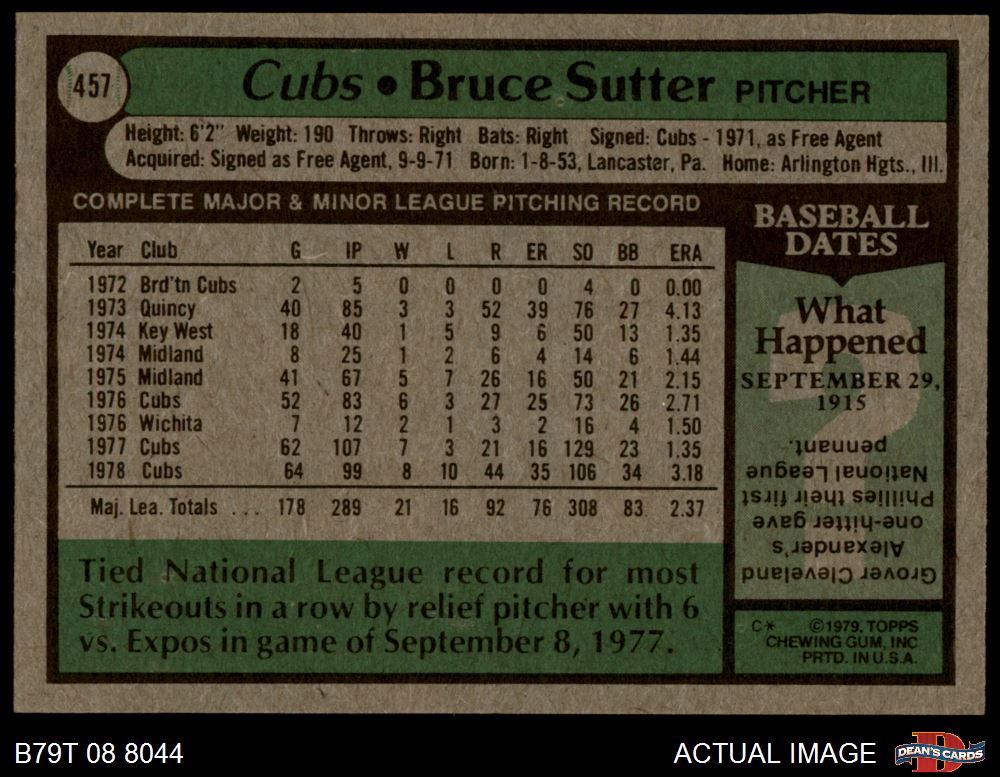 457
Cubs • Bruce Sutter PITCHER
Height: 6'2" Weight: 190 Throws: Right Bats: Right Signed: Cubs - 1971, as Free Agent
Acquired: Signed as Free Agent, 9-9-71 Born: 1-8-53, Lancaster, Pa. Home: Arlington Hgts., Ill.
COMPLETE MAJOR & MINOR LEAGUE PITCHING RECORD
Year Club G IP W L R ER SO BB ERA
1972 Brd'tn Cubs 2 5 0 0 0 0 4 0 0.00
1973 Quincy 40 85 3 3 52 39 76 27 4.13
1974 Key West 18 40 1 5 9 6 50 13 1.35
1974 Midland 8 25 1 2 6 4 14 6 1.44
1975 Midland 41 67 5 7 26 16 50 21 2.15
1976 Cubs 52 83 6 3 27 25 73 26 2.71
1976 Wichita 7 12 2 1 3 2 16 4 1.50
1977 Cubs 62 107 7 3 21 16 129 23 1.35
1978 Cubs 64 99 8 10 44 35 106 34 3.18
Maj. Lea. Totals ... 178 289 21 16 92 76 308 83 2.37
Tied National League record for most
Strikeouts in a row by relief pitcher with 6
vs. Expos in game of September 8, 1977.
BASEBALL
DATES
What
Happened
SEPTEMBER 29,
1915
Grover Cleveland
Alexander's
one-hitter gave
Phillies their first
National League
pennant.
C* ©1979. TOPPS
CHEWING GUM, INC
PRTD. IN U.S.A.
B79T 08 8044
ACTUAL IMAGE
D
DEAN'S CARDS